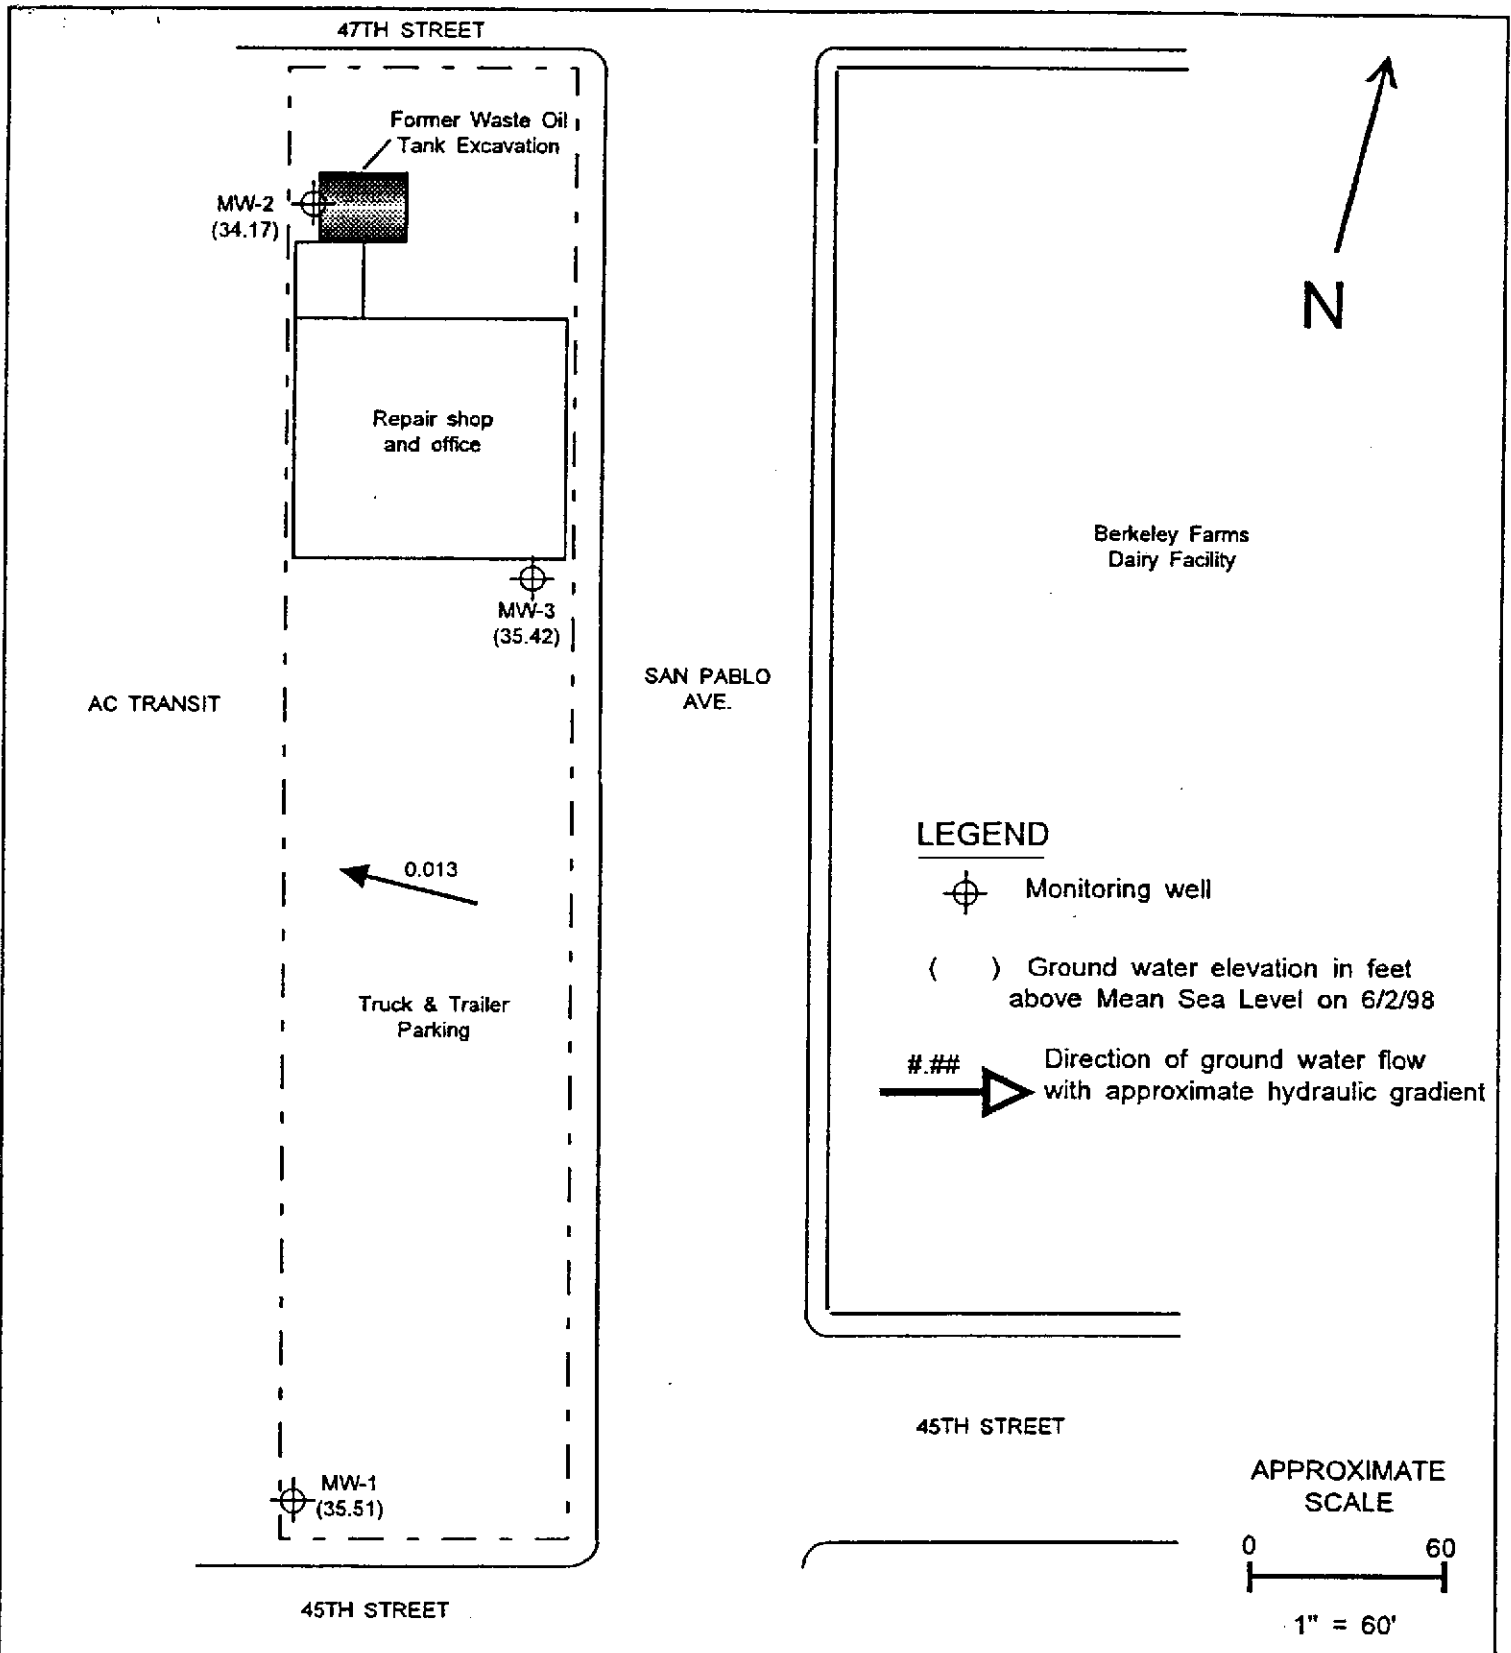 47TH STREET
Former Waste Oil
Tank Excavation
MW-2
(34.17)
N
Repair shop
and office
Berkeley Farms
Dairy Facility
MW-3
(35.42)
AC TRANSIT
SAN PABLO
AVE.
0.013
LEGEND
Monitoring well
( ) Ground water elevation in feet
above Mean Sea Level on 6/2/98
Truck & Trailer
Parking
#.##
Direction of ground water flow
with approximate hydraulic gradient
45TH STREET
MW-1
(35.51)
APPROXIMATE
SCALE
0 60
1" = 60'
45TH STREET